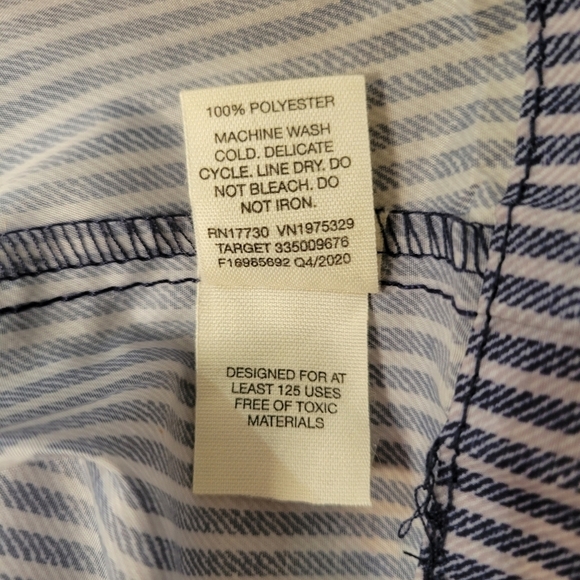 100% POLYESTER
MACHINE WASH
COLD. DELICATE
CYCLE. LINE DRY. DO
NOT BLEACH. DO
NOT IRON.
RN17730 VN1975329
TARGET 335009676
F16985692 Q4/2020
DESIGNED FOR AT
LEAST 125 USES
FREE OF TOXIC
MATERIALS